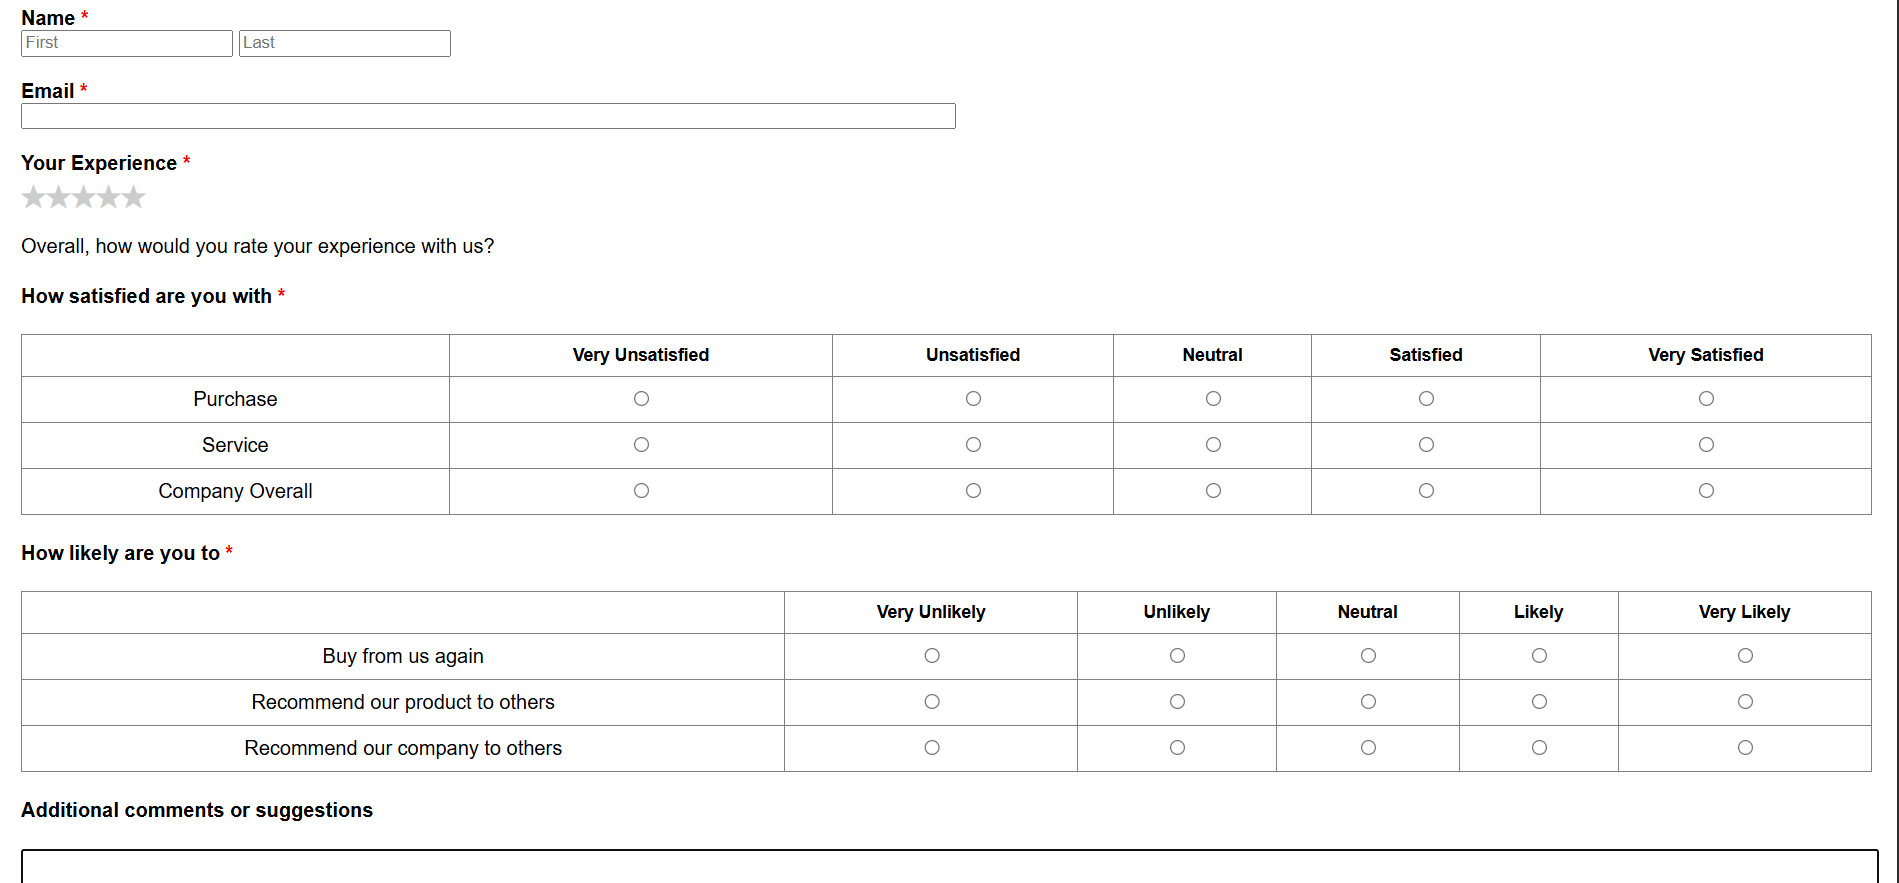 Name *
First Last
Email *
Your Experience *
Overall, how would you rate your experience with us?
How satisfied are you with *
Very Unsatisfied Unsatisfied Neutral Satisfied Very Satisfied
Purchase
Service
Company Overall
How likely are you to *
Very Unlikely Unlikely Neutral Likely Very Likely
Buy from us again
Recommend our product to others
Recommend our company to others
Additional comments or suggestions